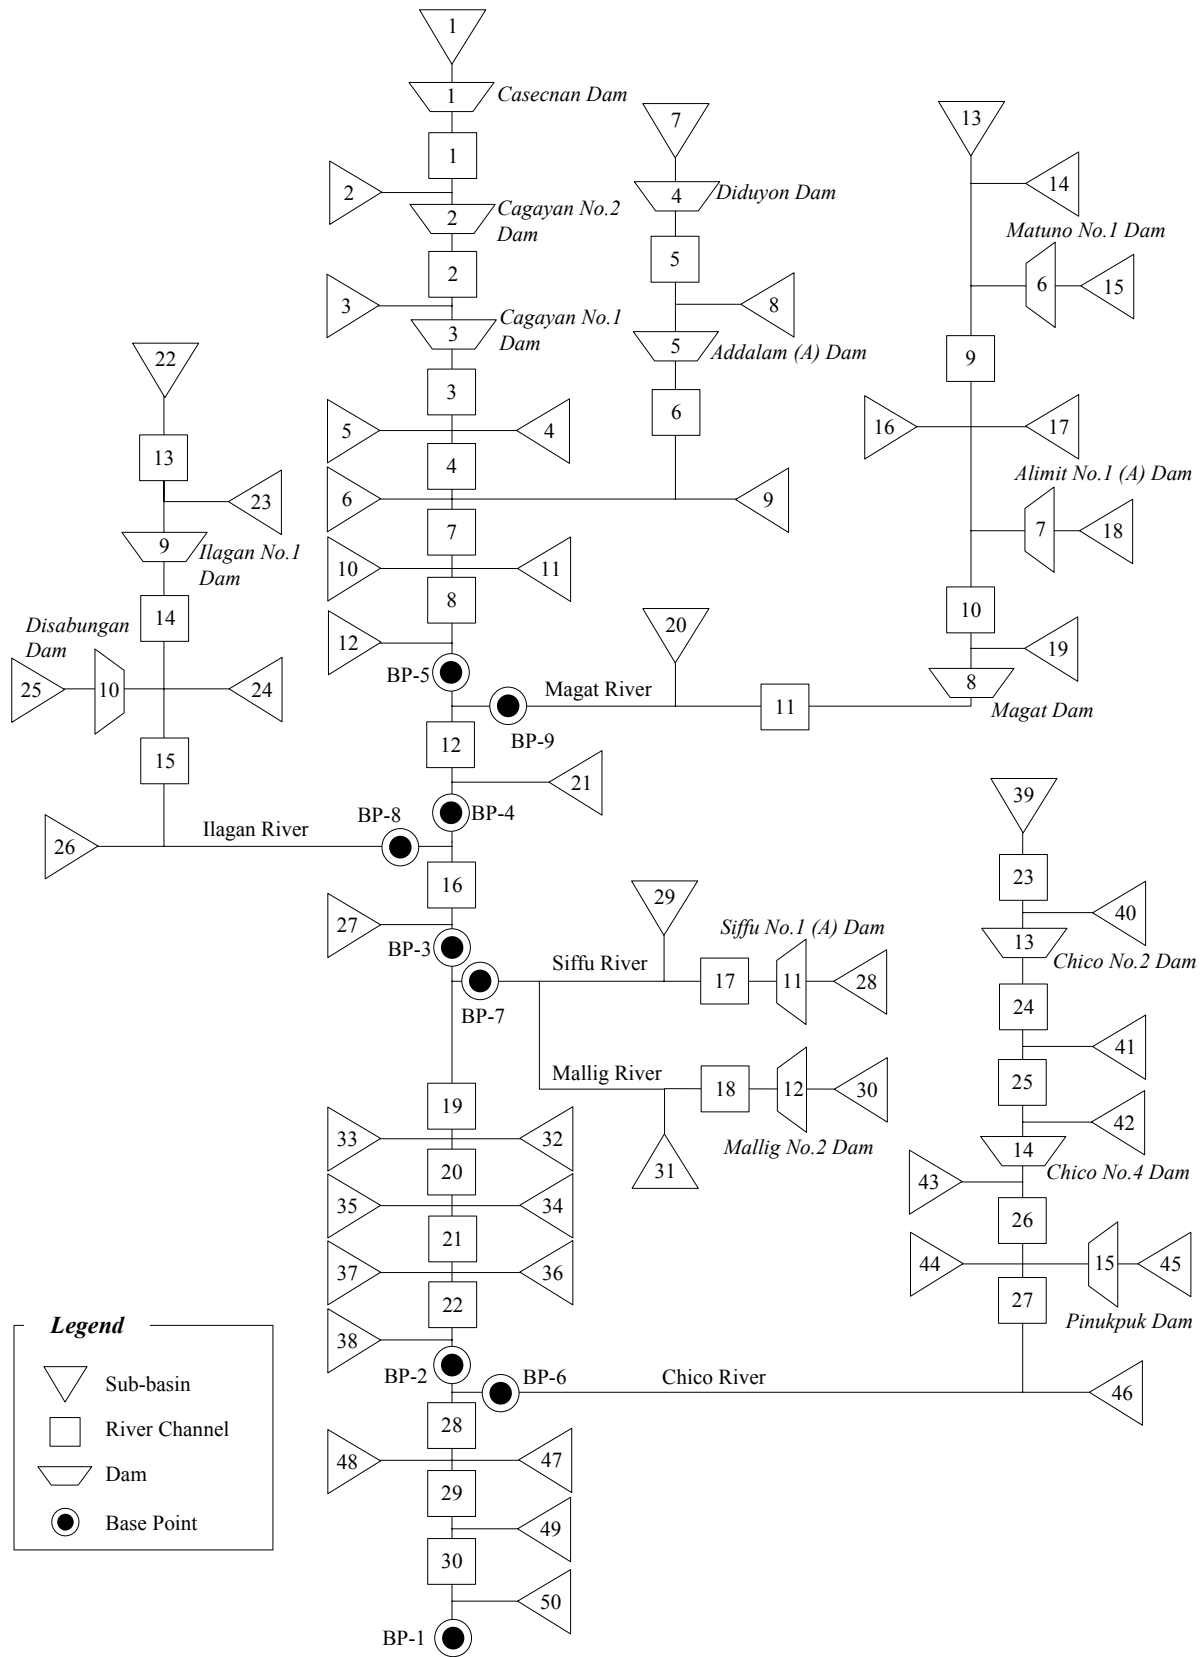 1
1
Casecnan Dam
7
13
1
2
4
Diduyon Dam
14
2
Cagayan No.2
Dam
Matuno No.1 Dam
5
2
6
15
3
8
3
Cagayan No.1
Dam
5
Addalam (A) Dam
22
9
3
6
5
4
16
17
13
4
Alimit No.1 (A) Dam
23
6
9
7
7
18
9
Ilagan No.1
Dam
10
11
8
10
14
Disabungan
Dam
12
20
19
BP-5
25
10
24
Magat River
8
BP-9
11
Magat Dam
15
12
21
39
BP-8
BP-4
26
Ilagan River
16
23
29
27
40
BP-3
Siffu No.1 (A) Dam
13
Chico No.2 Dam
Siffu River
17
11
28
BP-7
24
41
Mallig River
18
12
30
25
19
42
33
32
Mallig No.2 Dam
14
Chico No.4 Dam
20
31
43
35
34
26
21
37
36
44
15
45
22
27
Pinukpuk Dam
38
Legend
BP-2
BP-6
Chico River
46
Sub-basin
28
River Channel
48
47
Dam
29
Base Point
49
30
50
BP-1